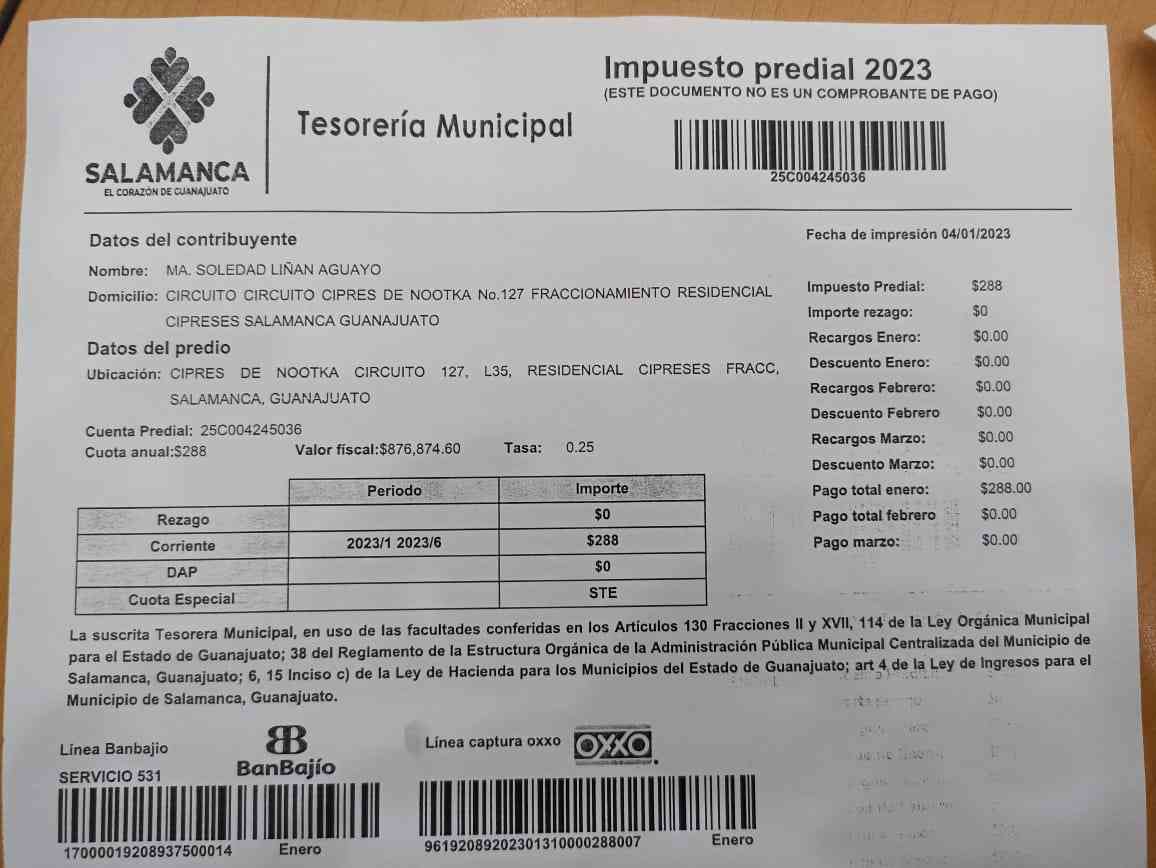 Impuesto predial 2023
(ESTE DOCUMENTO NO ES UN COMPROBANTE DE PAGO)
Tesorería Municipal
25C004245036
SALAMANCA
EL CORAZÓN DE GUANAJUATO
Fecha de impresión 04/01/2023
Datos del contribuyente
Nombre: MA. SOLEDAD LIÑAN AGUAYO
Domicilio: CIRCUITO CIRCUITO CIPRES DE NOOTKA No.127 FRACCIONAMIENTO RESIDENCIAL
CIPRESES SALAMANCA GUANAJUATO
Datos del predio
Ubicación: CIPRES DE NOOTKA CIRCUITO 127, L35, RESIDENCIAL CIPRESES FRACC,
SALAMANCA, GUANAJUATO
Cuenta Predial: 25C004245036
Cuota anual:$288 Valor fiscal:$876,874.60 Tasa: 0.25
Impuesto Predial: $288
Importe rezago: $0
Recargos Enero: $0.00
Descuento Enero: $0.00
Recargos Febrero: $0.00
Descuento Febrero $0.00
Recargos Marzo: $0.00
Descuento Marzo: $0.00
Pago total enero: $288.00
Pago total febrero $0.00
Pago marzo: $0.00
Periodo Importe
Rezago $0
Corriente 2023/1 2023/6 $288
DAP $0
Cuota Especial STE
La suscrita Tesorera Municipal, en uso de las facultades conferidas en los Artículos 130 Fracciones II y XVII, 114 de la Ley Orgánica Municipal
para el Estado de Guanajuato; 38 del Reglamento de la Estructura Orgánica de la Administración Pública Municipal Centralizada del Municipio de
Salamanca, Guanajuato; 6, 15 Inciso c) de la Ley de Hacienda para los Municipios del Estado de Guanajuato; art 4 de la Ley de Ingresos para el
Municipio de Salamanca, Guanajuato.
Línea Banbajio
BanBajío
SERVICIO 531
17000019208937500014 Enero
Línea captura oxxo
OXXO
96192089202301310000288007 Enero